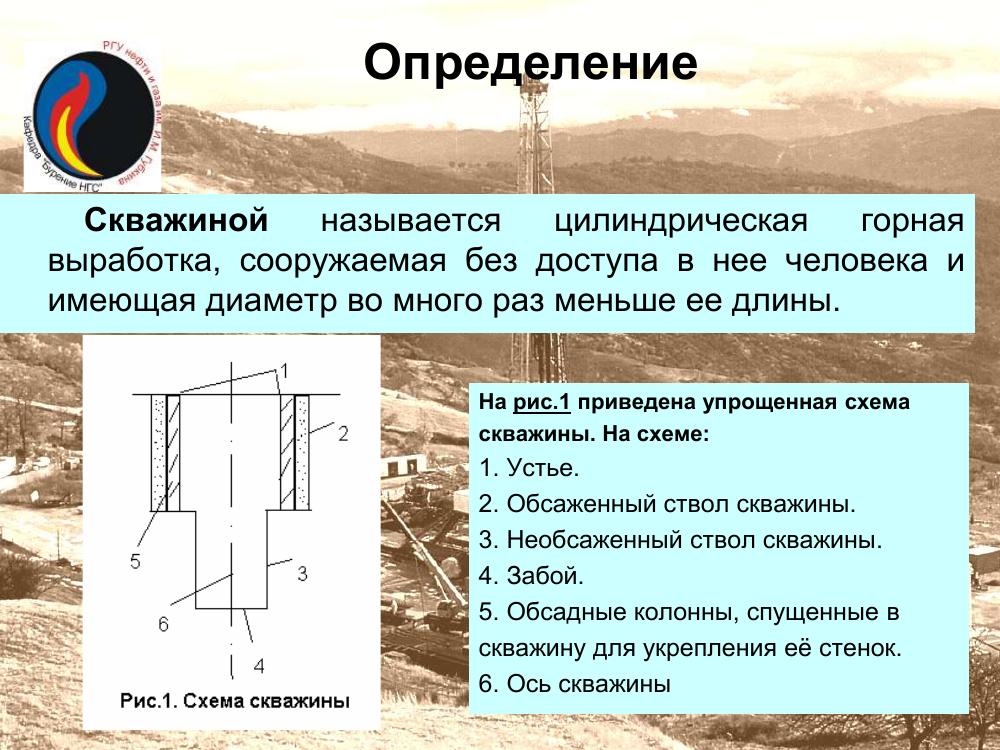 Определение
РГУ нефти и газа им. И.М. Губкина
Кафедра "Бурение НГС"
Скважиной называется цилиндрическая горная
выработка, сооружаемая без доступа в нее человека и
имеющая диаметр во много раз меньше ее длины.
1
2
5
3
6
4
Рис.1. Схема скважины
На рис.1 приведена упрощенная схема
скважины. На схеме:
1. Устье.
2. Обсаженный ствол скважины.
3. Необсаженный ствол скважины.
4. Забой.
5. Обсадные колонны, спущенные в
скважину для укрепления её стенок.
6. Ось скважины